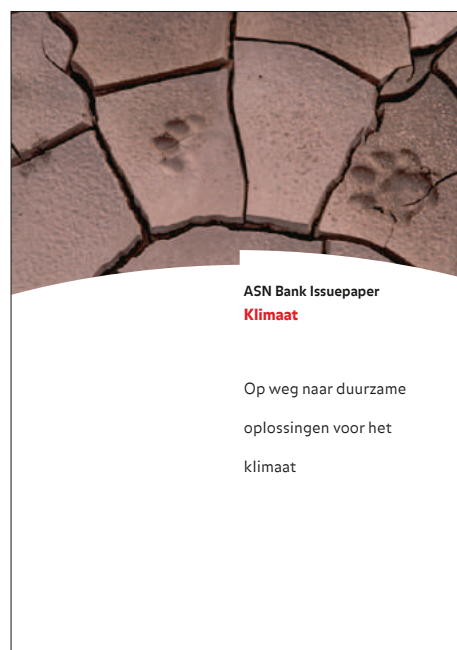 ASN Bank Issuepaper
Klimaat
Op weg naar duurzame
oplossingen voor het
klimaat